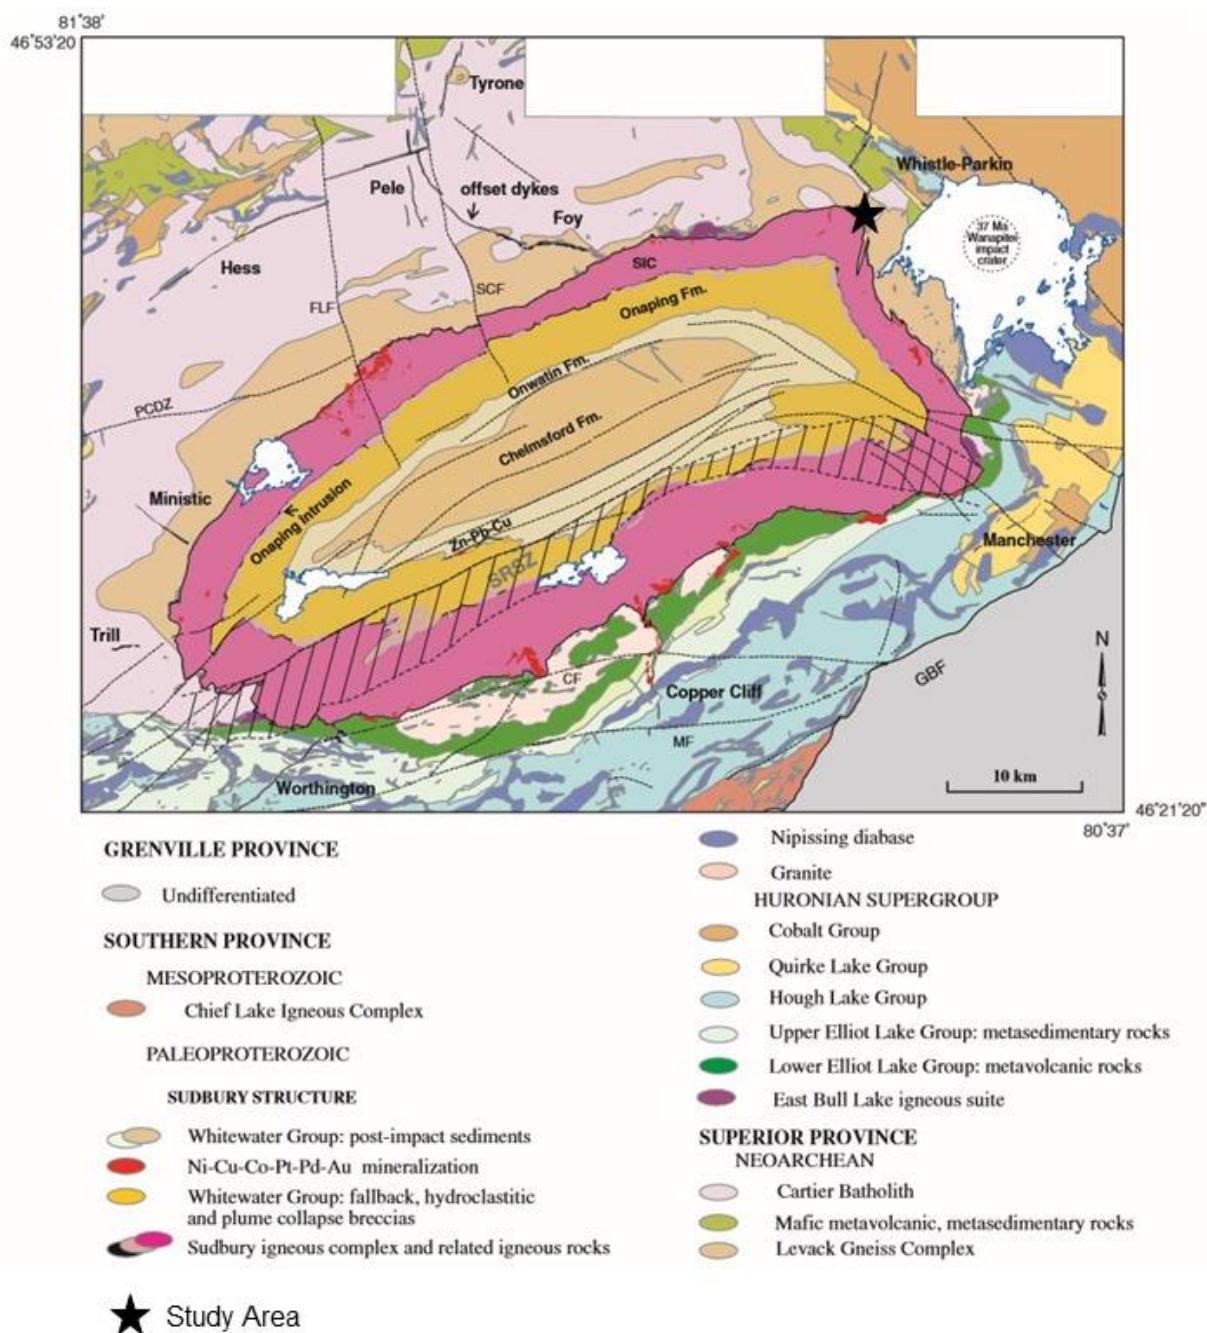 81°38'
46°53'20
Tyrone
Whistle-Parkin
Pele
offset dykes
Foy
37 Ma
Wanapitei
impact
crater
Hess
SIC
SCF
FLF
Onaping Fm.
Onwatin Fm.
PCDZ
Chelmsford Fm.
Ministic
Onaping Intrusion
Zn-Pb-Cu
SRSZ
Manchester
Trill
N
CF
GBF
Copper Cliff
MF
10 km
Worthington
46°21'20"
80°37'
GRENVILLE PROVINCE
Undifferentiated
SOUTHERN PROVINCE
MESOPROTEROZOIC
Chief Lake Igneous Complex
PALEOPROTEROZOIC
SUDBURY STRUCTURE
Whitewater Group: post-impact sediments
Ni-Cu-Co-Pt-Pd-Au mineralization
Whitewater Group: fallback, hydroclastitic
and plume collapse breccias
Sudbury igneous complex and related igneous rocks
Nipissing diabase
Granite
HURONIAN SUPERGROUP
Cobalt Group
Quirke Lake Group
Hough Lake Group
Upper Elliot Lake Group: metasedimentary rocks
Lower Elliot Lake Group: metavolcanic rocks
East Bull Lake igneous suite
SUPERIOR PROVINCE
NEOARCHEAN
Cartier Batholith
Mafic metavolcanic, metasedimentary rocks
Levack Gneiss Complex
Study Area